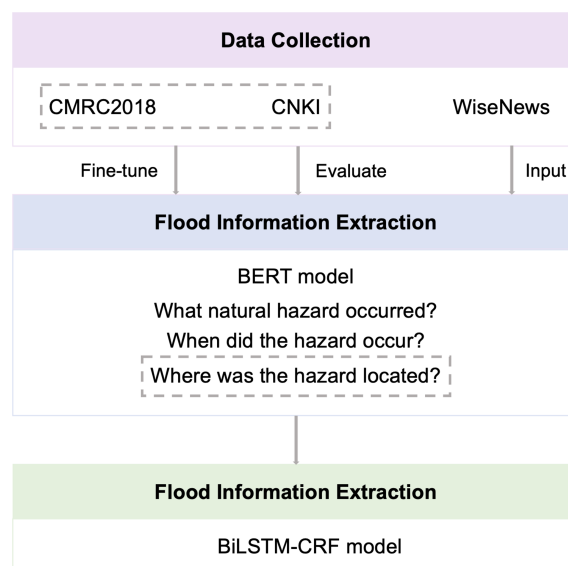 Data Collection
CMRC2018 CNKI WiseNews
Fine-tune Evaluate Input
Flood Information Extraction
BERT model
What natural hazard occurred?
When did the hazard occur?
Where was the hazard located?
Flood Information Extraction
BiLSTM-CRF model